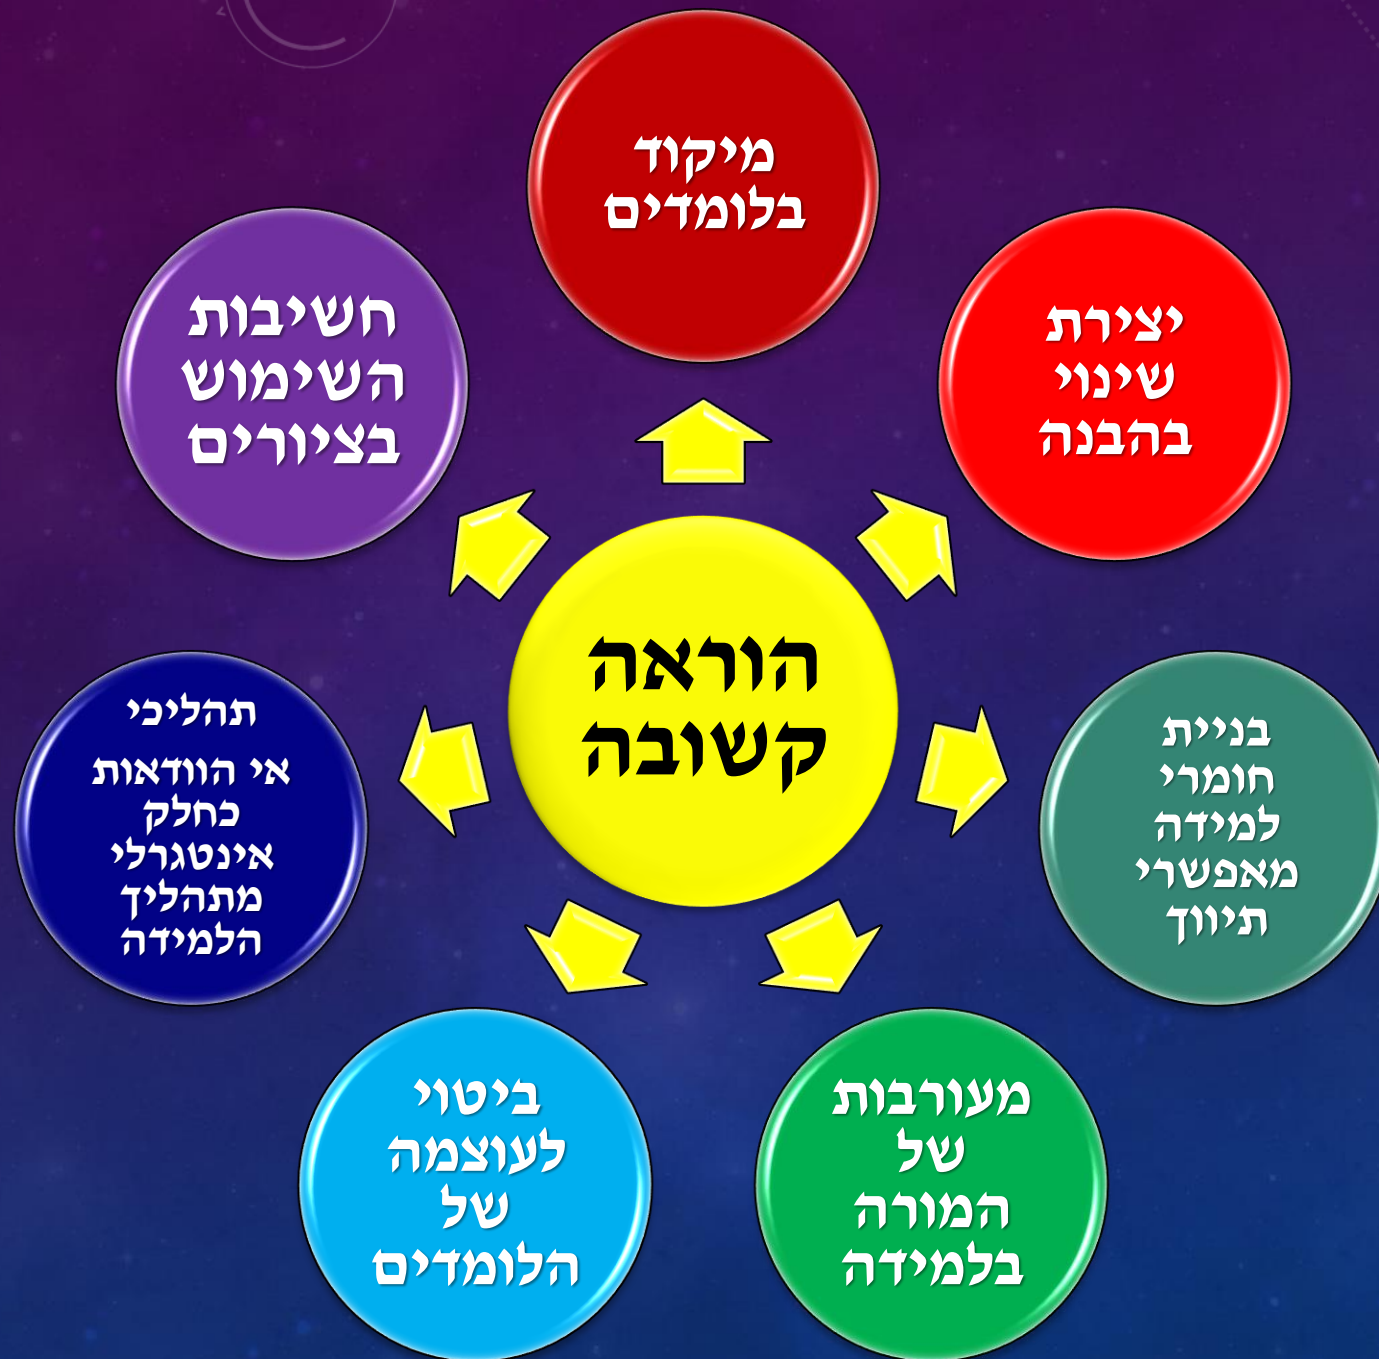 מיקוד
בלומדים
יצירת
שינוי
בהבנה
בניית
חומרי
למידה
מאפשרי
תיווך
מעורבות
של
המורה
בלמידה
ביטוי
לעוצמה
של
הלומדים
תהליכי
אי הוודאות
כחלק
אינטגרלי
מתהליך
הלמידה
חשיבות
השימוש
בציורים
הוראה
קשובה